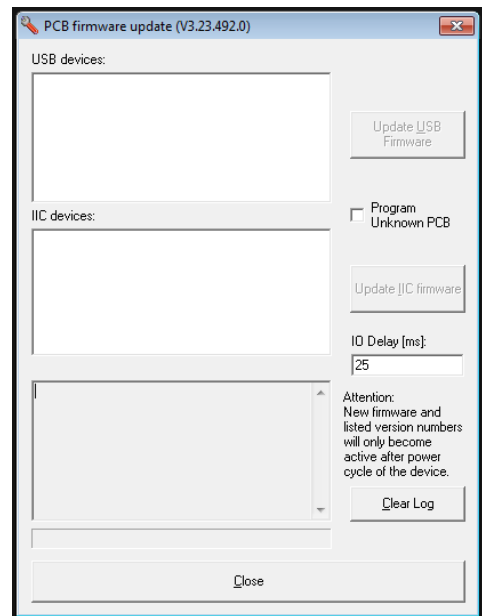 PCB firmware update (V3.23.492.0)
USB devices:
Update USB
Firmware
IIC devices:
Program
Unknown PCB
Update IIC firmware
IO Delay [ms]:
25
Attention:
New firmware and
listed version numbers
will only become
active after power
cycle of the device.
Clear Log
Close